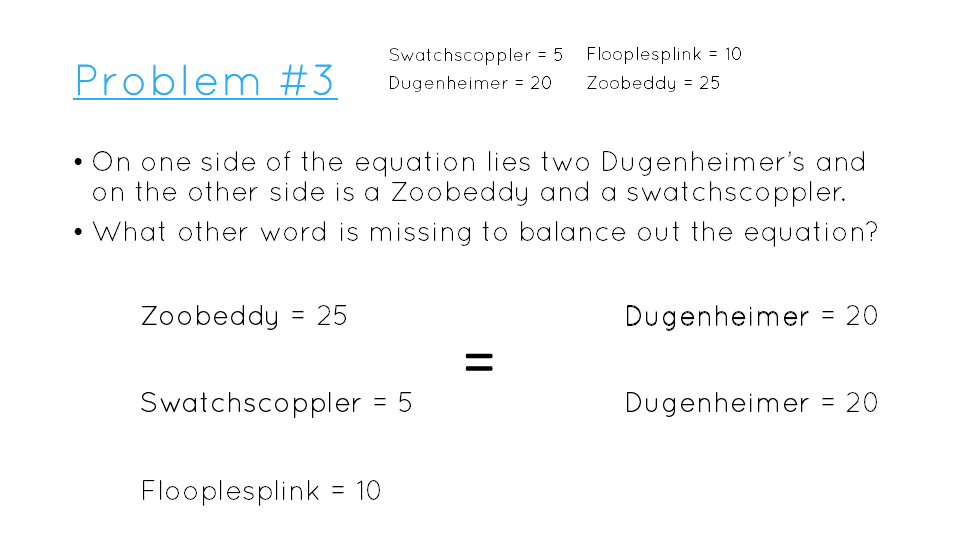 Problem #3
Swatchscoppler = 5 Flooplesplink = 10
Dugenheimer = 20 Zoobeddy = 25
• On one side of the equation lies two Dugenheimer’s and
on the other side is a Zoobeddy and a swatchscoppler.
• What other word is missing to balance out the equation?
Zoobeddy = 25 Dugenheimer = 20
=
Swatchscoppler = 5 Dugenheimer = 20
Flooplesplink = 10